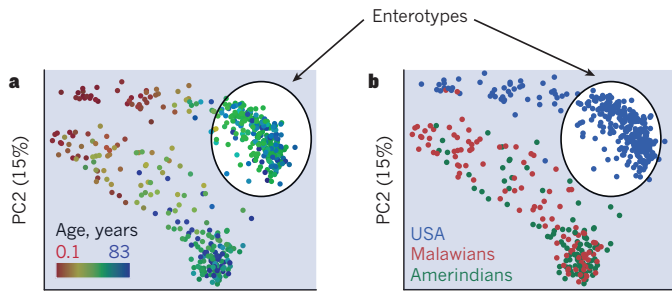 Enterotypes
a
b
PC2 (15%)
PC2 (15%)
Age, years
0.1 83
USA
Malawians
Amerindians